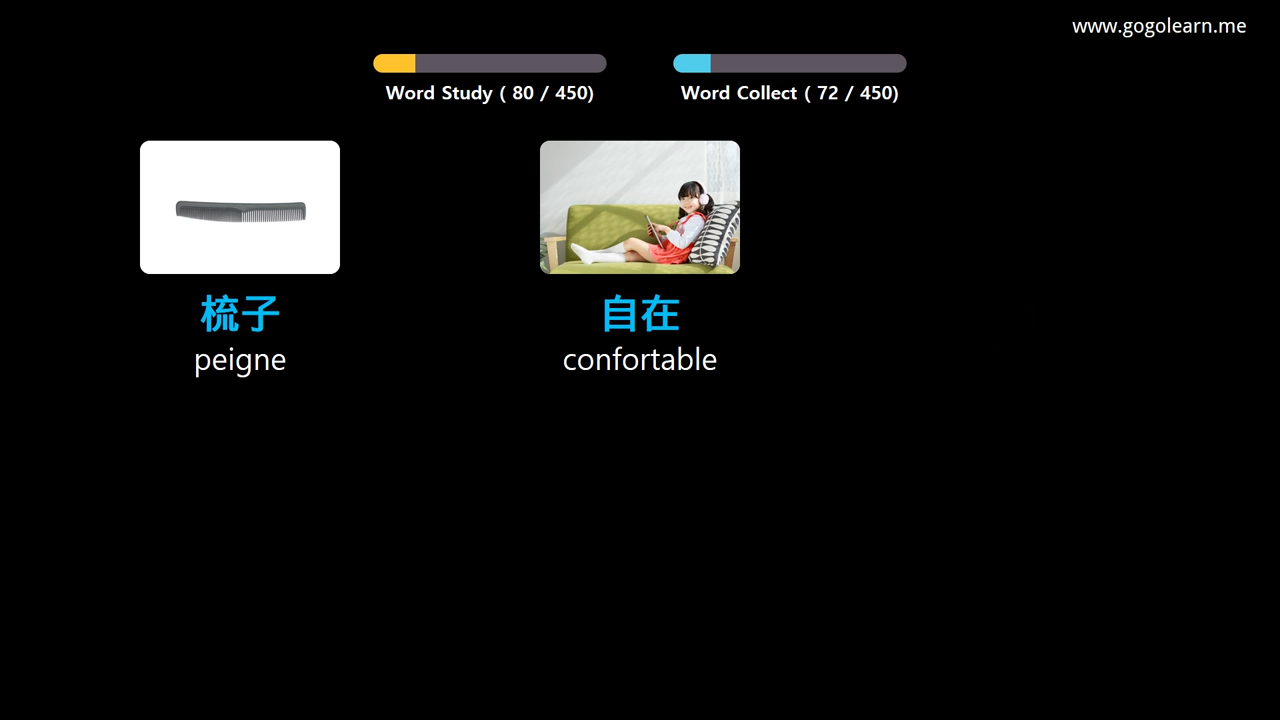 www.gogolearn.me
Word Study ( 80 / 450)
Word Collect ( 72 / 450)
梳子
peigne
自在
confortable